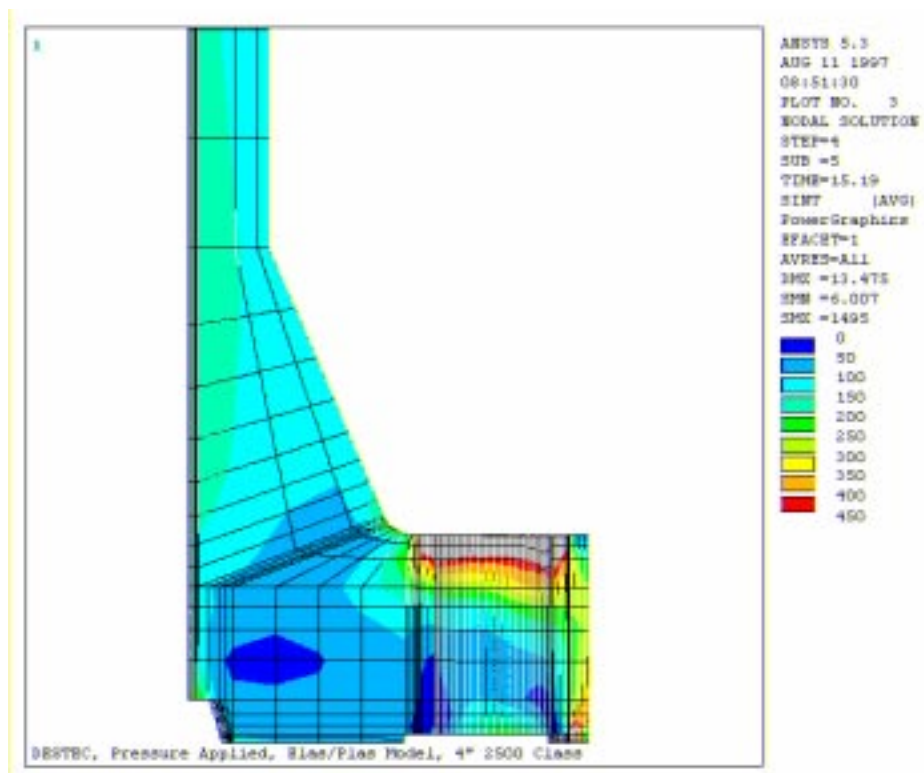 1
ANSYS 5.3
AUG 11 1997
08:51:30
PLOT NO. 3
NODAL SOLUTION
STEP=4
SUB =5
TIME=15.19
SINT (AVG)
PowerGraphics
EFACET=1
AVRES=All
DMX =13.475
SMN =6.007
SMX =1495
0
50
100
150
200
250
300
350
400
450
DESTEC, Pressure Applied, Elas/Plas Model, 4" 2500 Class